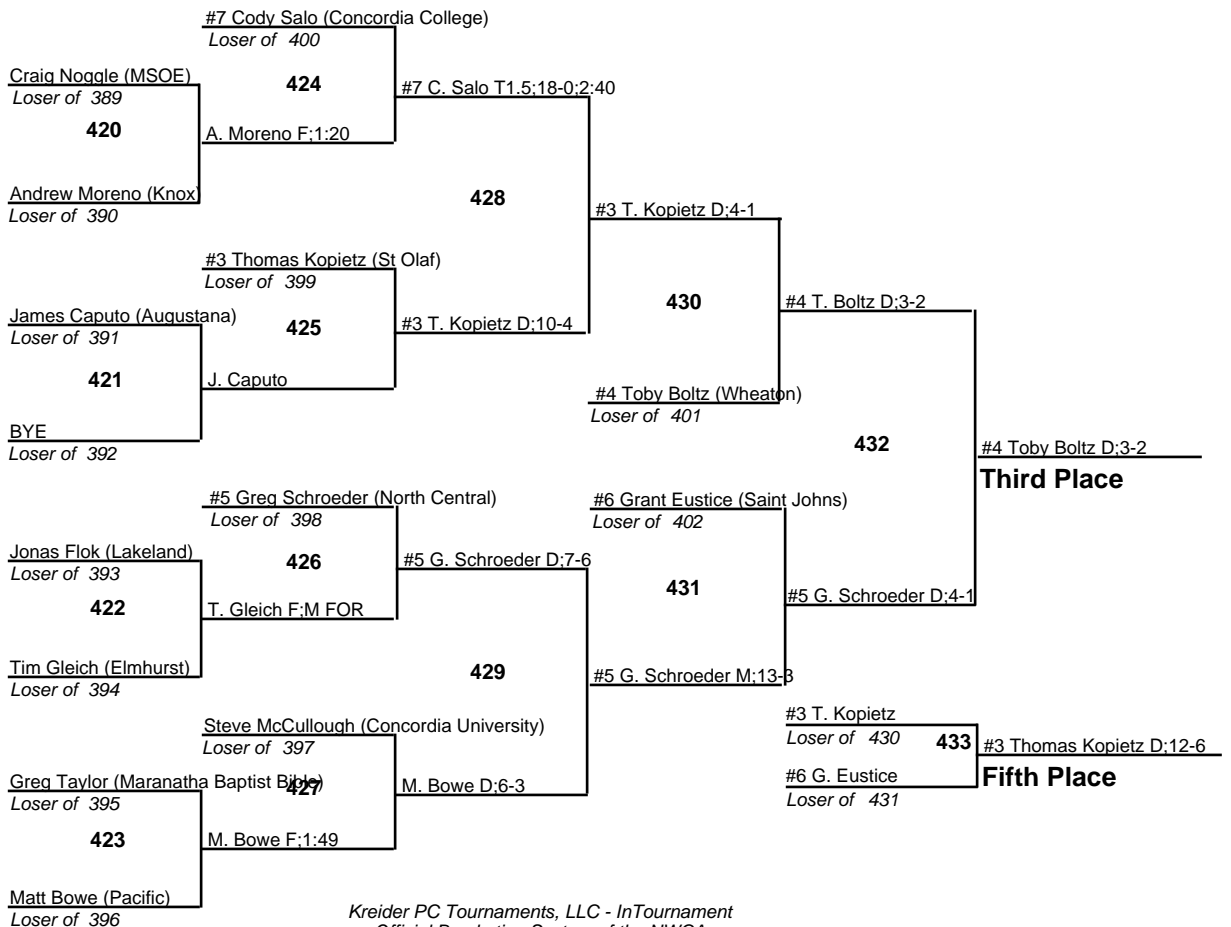 #7 Cody Salo (Concordia College)
Loser of 400
Craig Noggle (MSOE)
Loser of 389
424
#7 C. Salo T1.5;18-0;2:40
420
A. Moreno F;1:20
Andrew Moreno (Knox)
Loser of 390
428
#3 T. Kopietz D;4-1
#3 Thomas Kopietz (St Olaf)
Loser of 399
430
#4 T. Boltz D;3-2
James Caputo (Augustana)
Loser of 391
425
#3 T. Kopietz D;10-4
421
J. Caputo
#4 Toby Boltz (Wheaton)
Loser of 401
BYE
Loser of 392
432
#4 Toby Boltz D;3-2
Third Place
#5 Greg Schroeder (North Central)
Loser of 398
#6 Grant Eustice (Saint Johns)
Loser of 402
Jonas Flok (Lakeland)
Loser of 393
426
#5 G. Schroeder D;7-6
431
#5 G. Schroeder D;4-1
422
T. Gleich F;M FOR
Tim Gleich (Elmhurst)
Loser of 394
429
#5 G. Schroeder M;13-3
Steve McCullough (Concordia University)
Loser of 397
#3 T. Kopietz
Loser of 430
433
#3 Thomas Kopietz D;12-6
Fifth Place
#6 G. Eustice
Loser of 431
Greg Taylor (Maranatha Baptist Bible)
Loser of 395
427
M. Bowe D;6-3
423
M. Bowe F;1:49
Matt Bowe (Pacific)
Loser of 396
Kreider PC Tournaments, LLC - InTournament